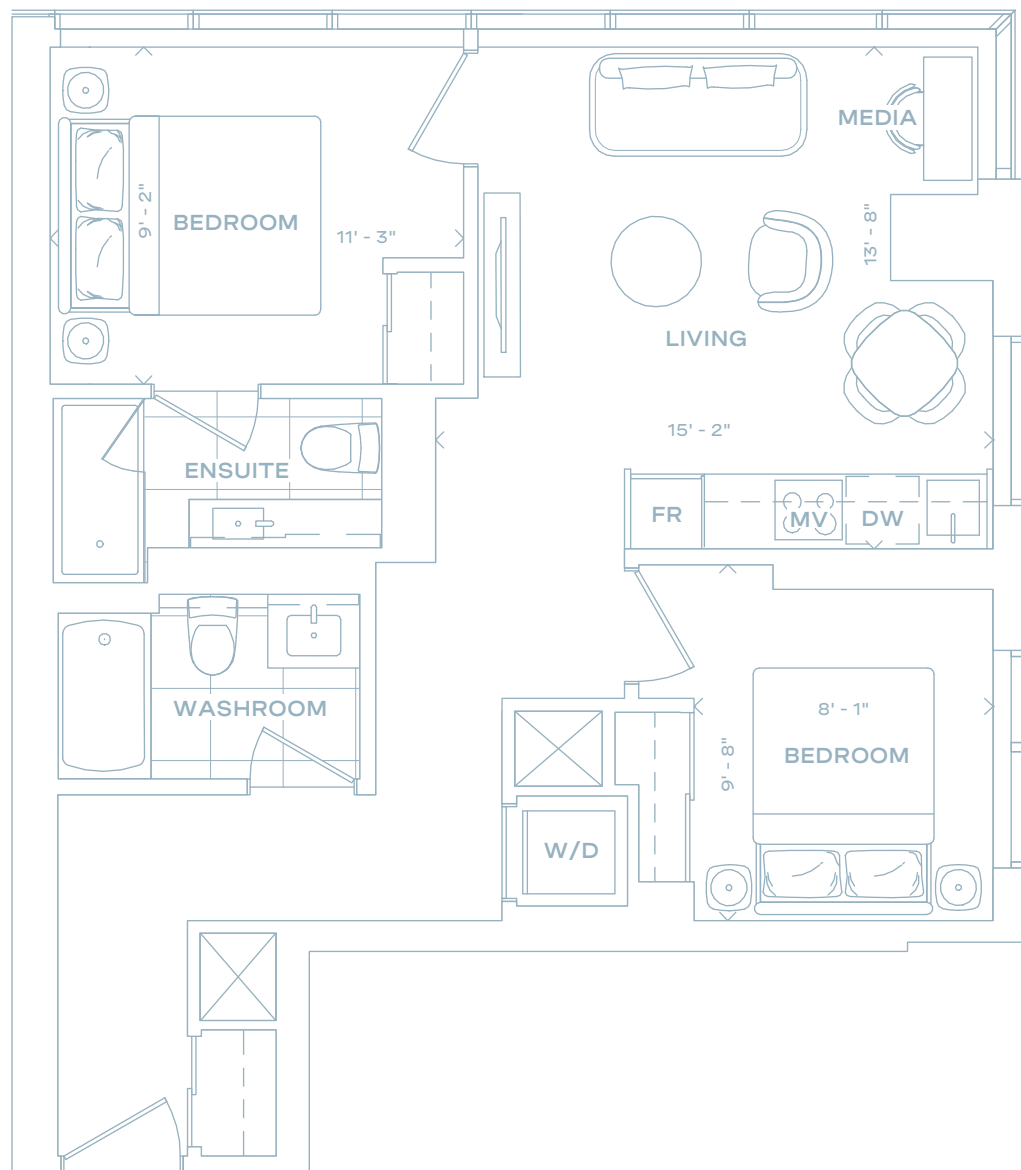 MEDIA
9' - 2"
BEDROOM
11' - 3"
13' - 8"
LIVING
15' - 2"
ENSUITE
FR
MV
DW
WASHROOM
8' - 1"
9' - 8"
BEDROOM
W/D